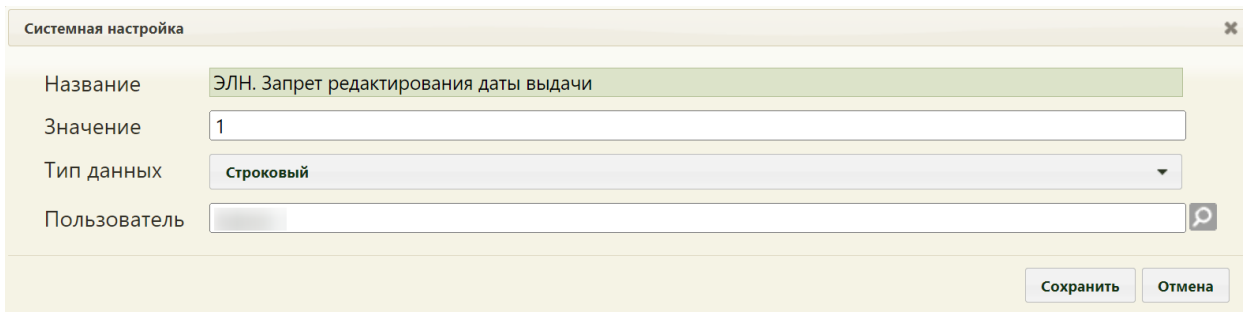 Системная настройка
Название ЭЛН. Запрет редактирования даты выдачи
Значение 1
Тип данных Строковый
Пользователь
Сохранить Отмена